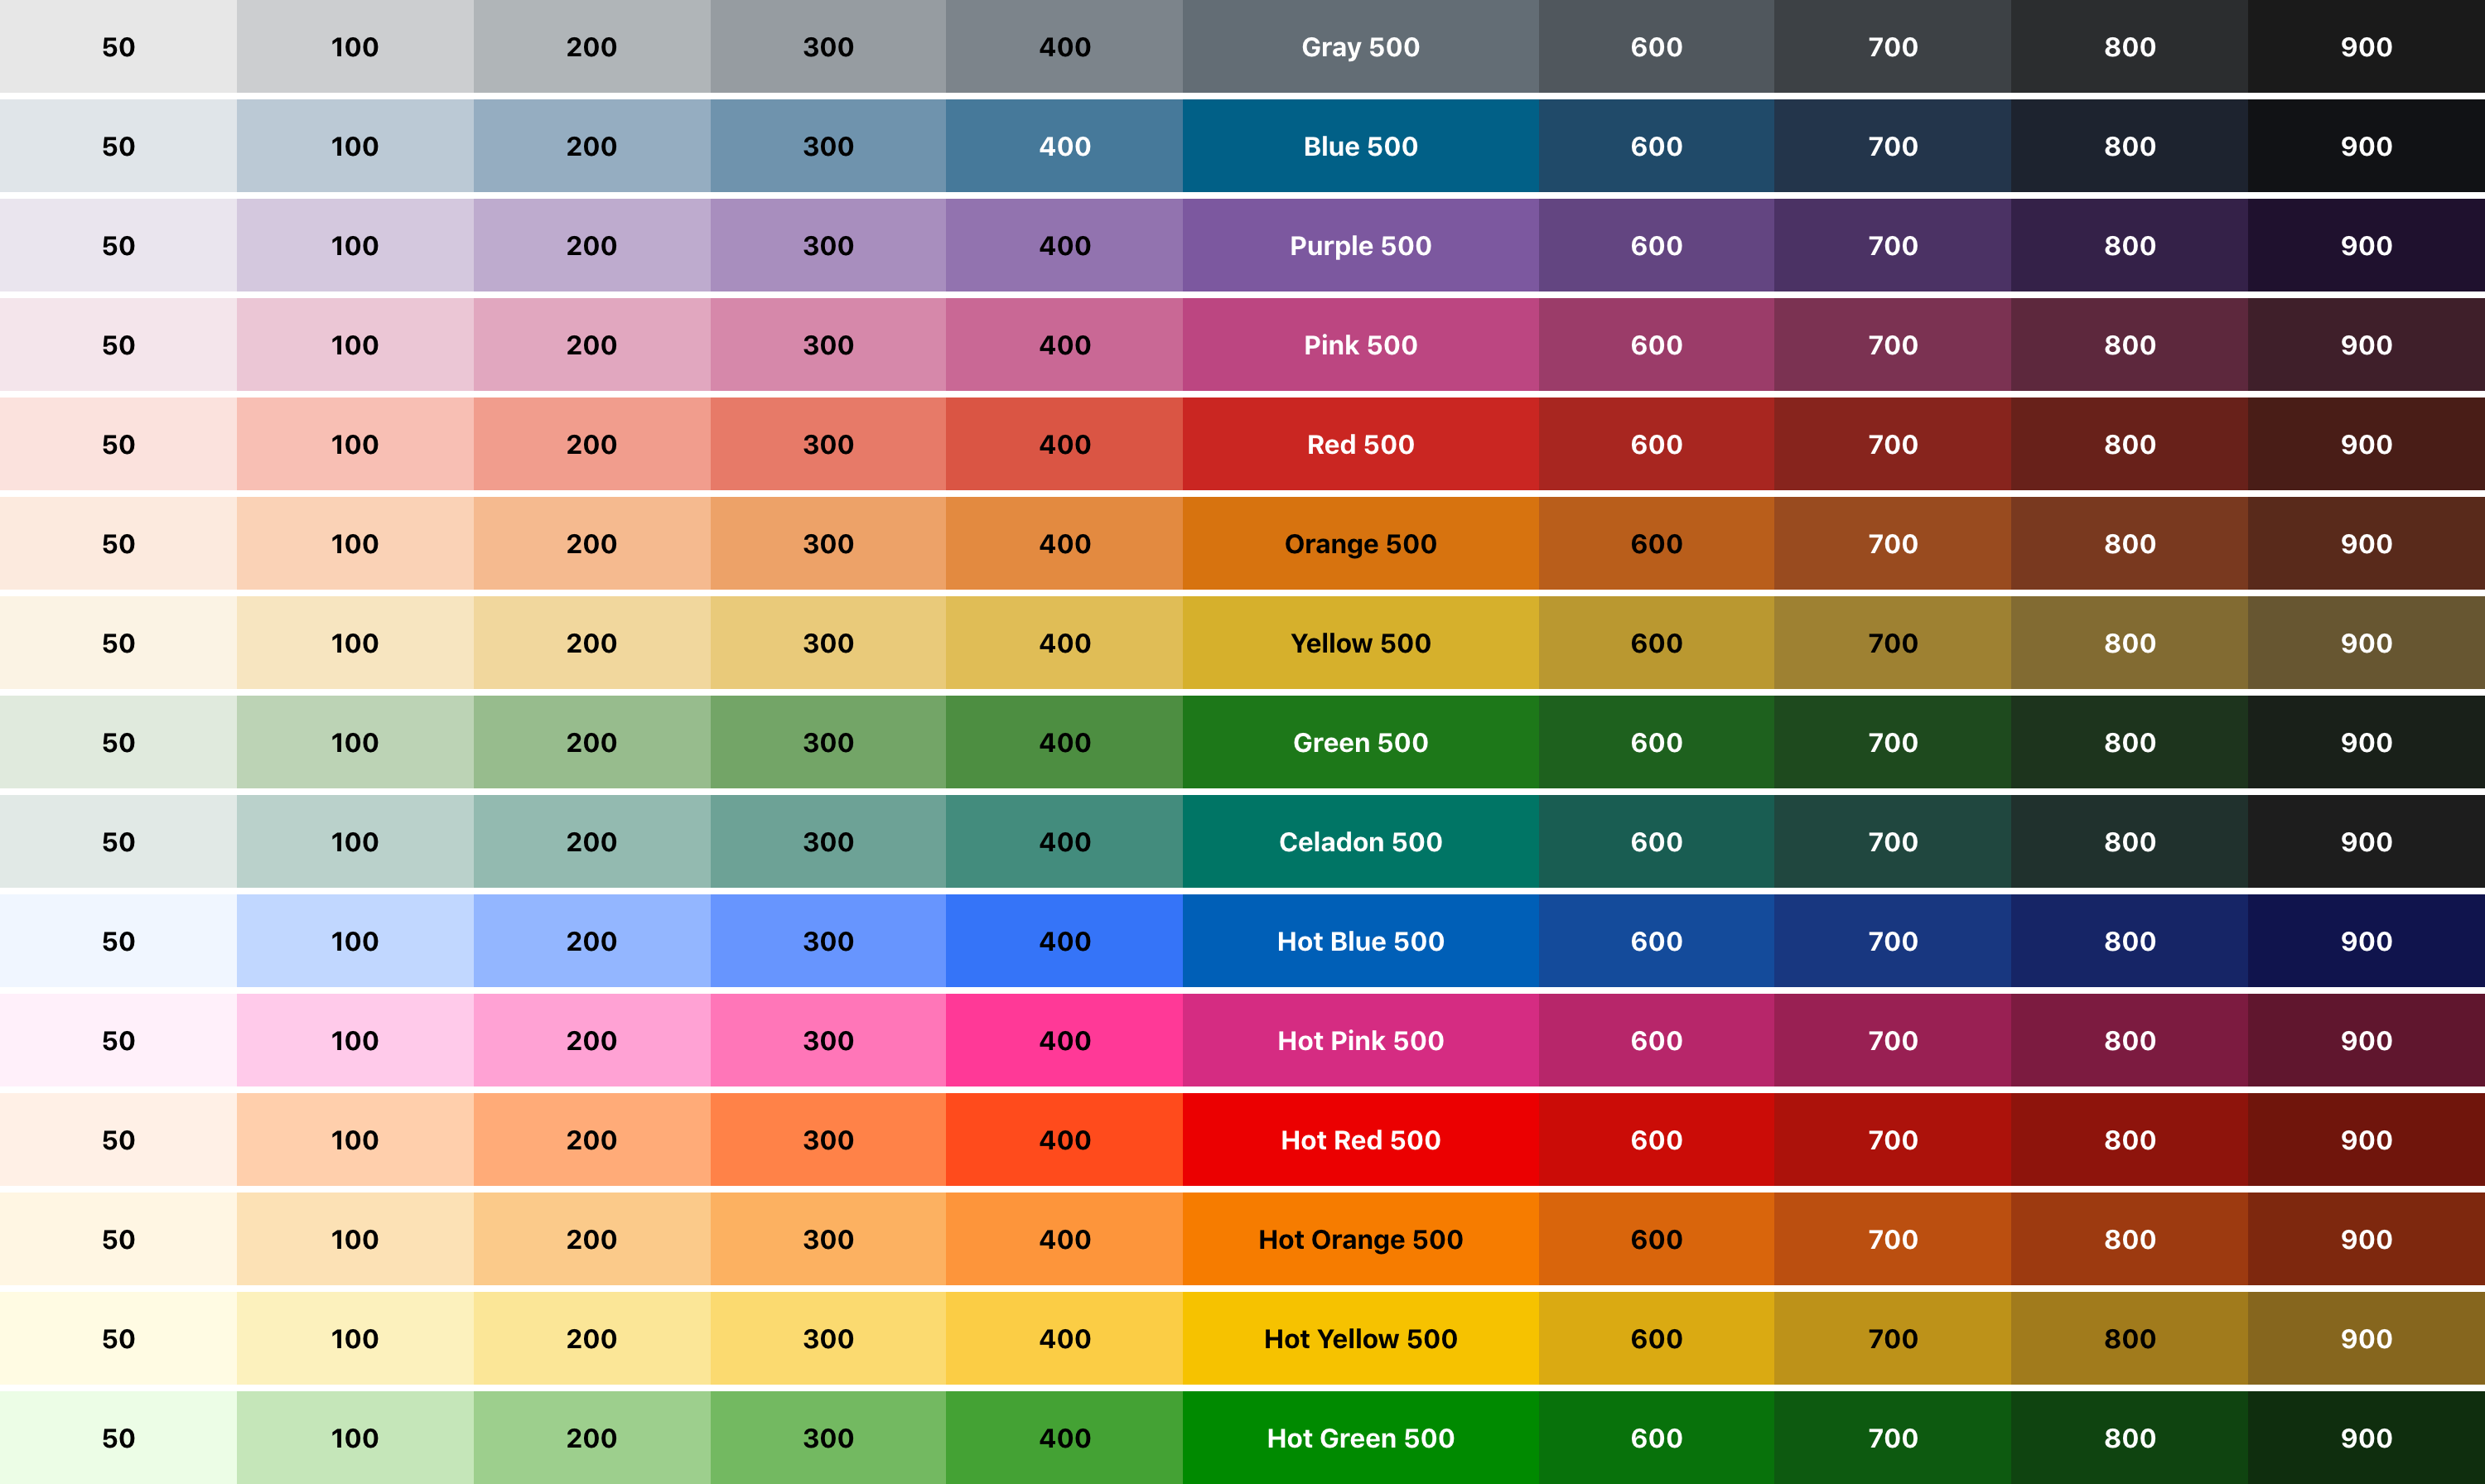 50 100 200 300 400 Gray 500 600 700 800 900
50 100 200 300 400 Blue 500 600 700 800 900
50 100 200 300 400 Purple 500 600 700 800 900
50 100 200 300 400 Pink 500 600 700 800 900
50 100 200 300 400 Red 500 600 700 800 900
50 100 200 300 400 Orange 500 600 700 800 900
50 100 200 300 400 Yellow 500 600 700 800 900
50 100 200 300 400 Green 500 600 700 800 900
50 100 200 300 400 Celadon 500 600 700 800 900
50 100 200 300 400 Hot Blue 500 600 700 800 900
50 100 200 300 400 Hot Pink 500 600 700 800 900
50 100 200 300 400 Hot Red 500 600 700 800 900
50 100 200 300 400 Hot Orange 500 600 700 800 900
50 100 200 300 400 Hot Yellow 500 600 700 800 900
50 100 200 300 400 Hot Green 500 600 700 800 900